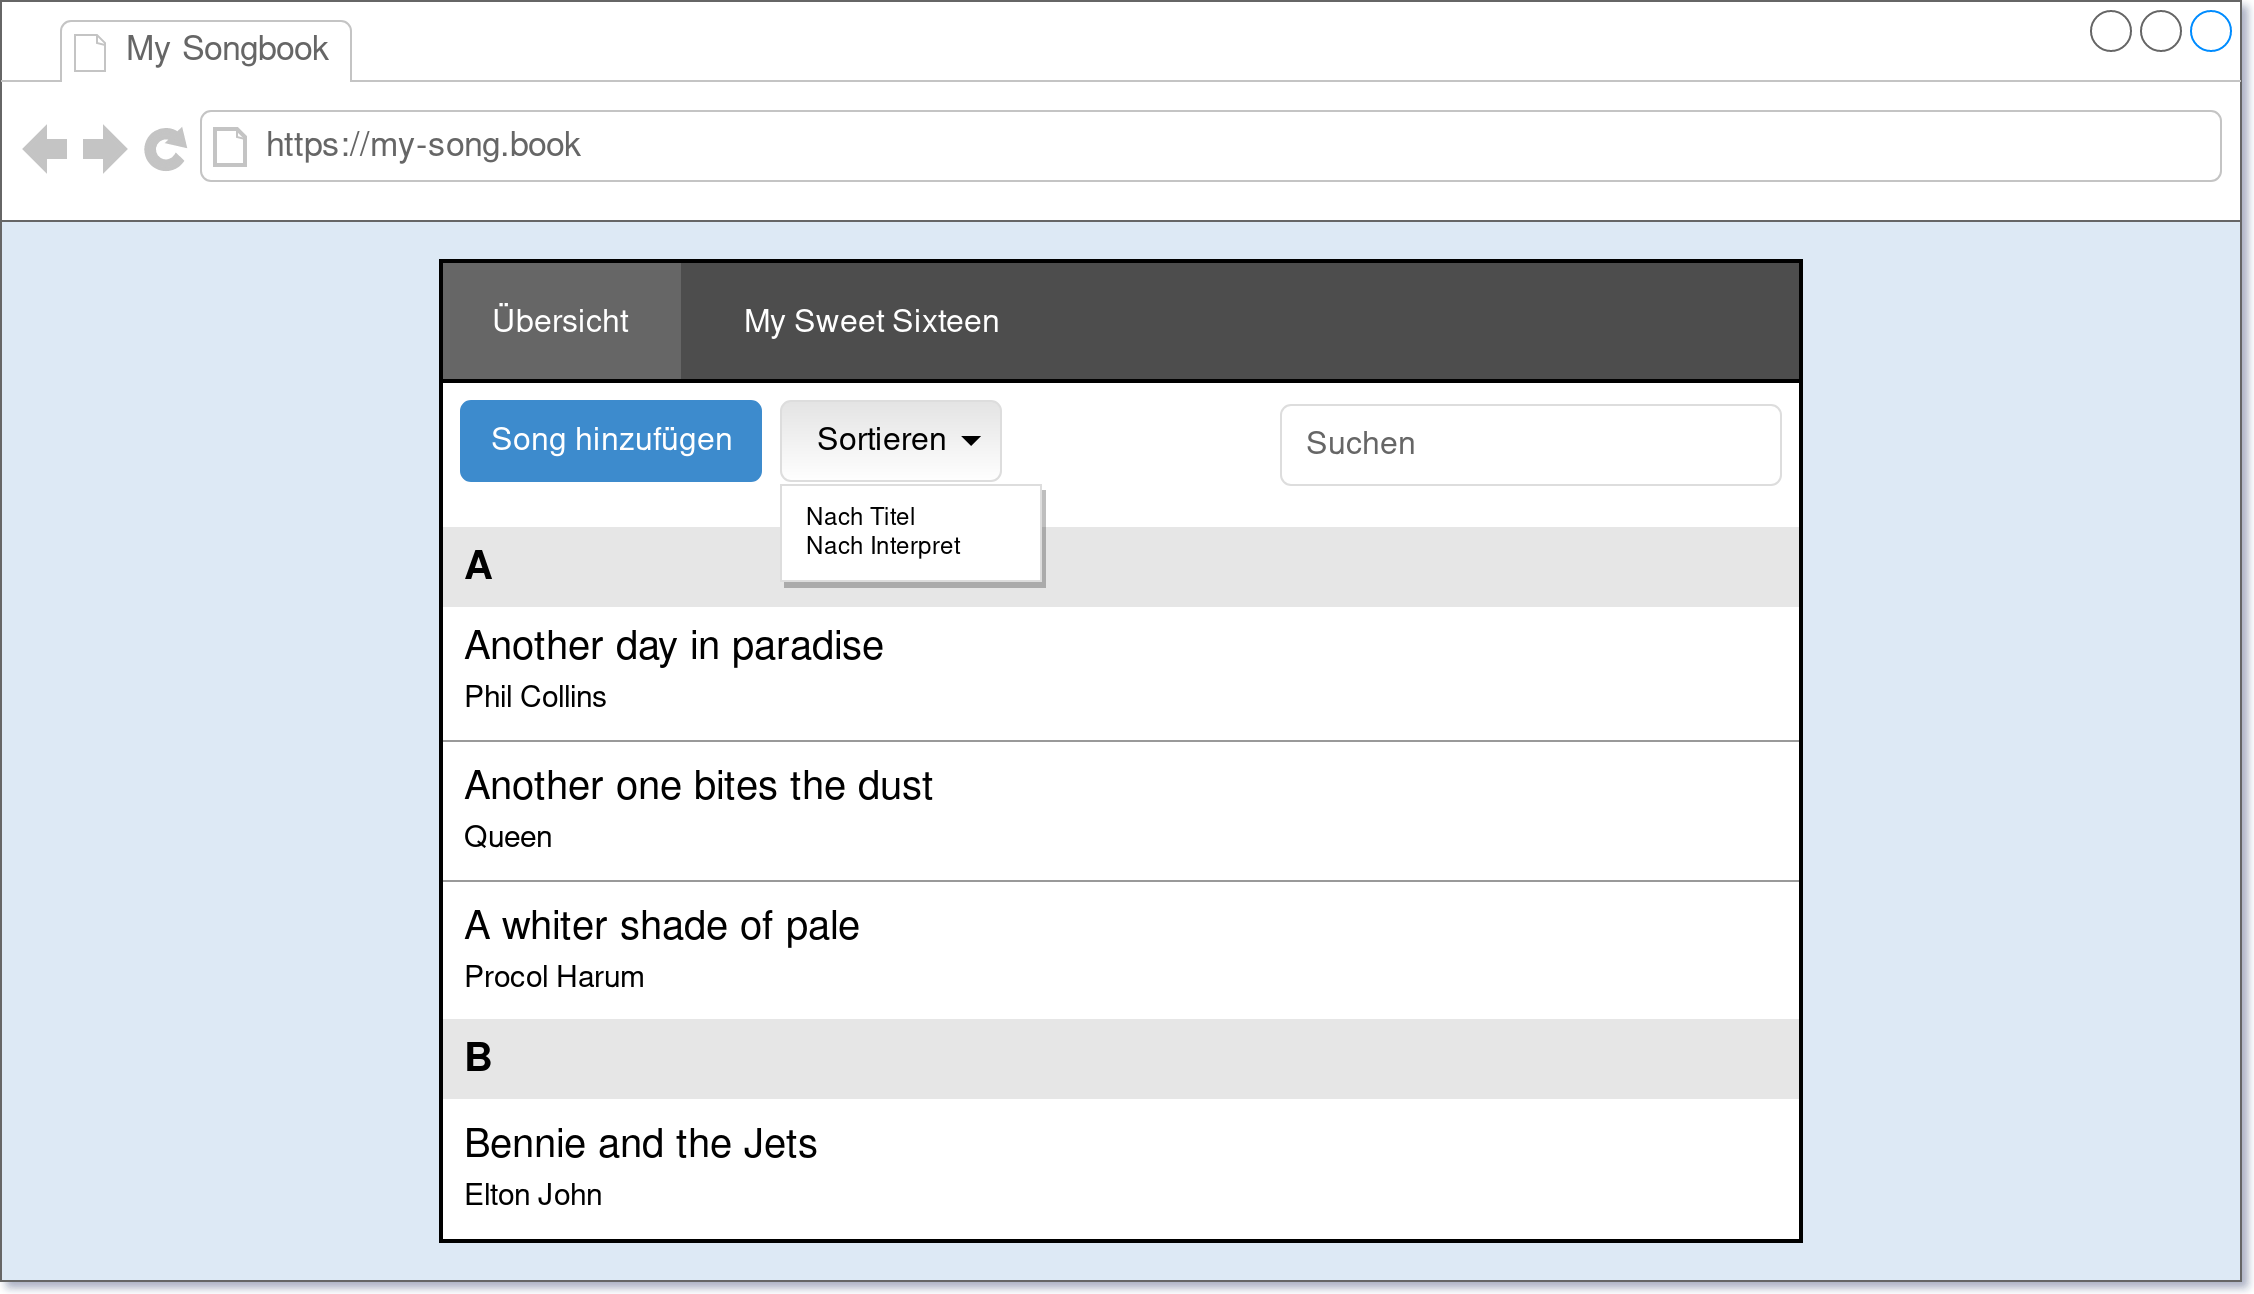 My Songbook
https://my-song.book
Übersicht
My Sweet Sixteen
Song hinzufügen
Sortieren
Suchen
Nach Titel
Nach Interpret
A
Another day in paradise
Phil Collins
Another one bites the dust
Queen
A whiter shade of pale
Procol Harum
B
Bennie and the Jets
Elton John